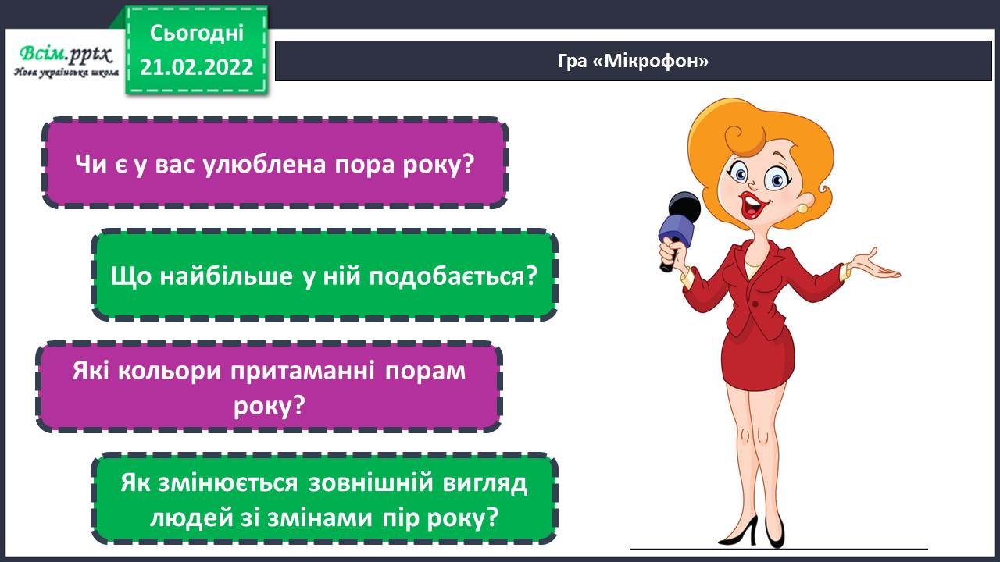 Всім.pptx
Нова українська школа
Сьогодні
21.02.2022
Гра «Мікрофон»
Чи є у вас улюблена пора року?
Що найбільше у ній подобається?
Які кольори притаманні порам
року?
Як змінюється зовнішній вигляд
людей зі змінами пір року?